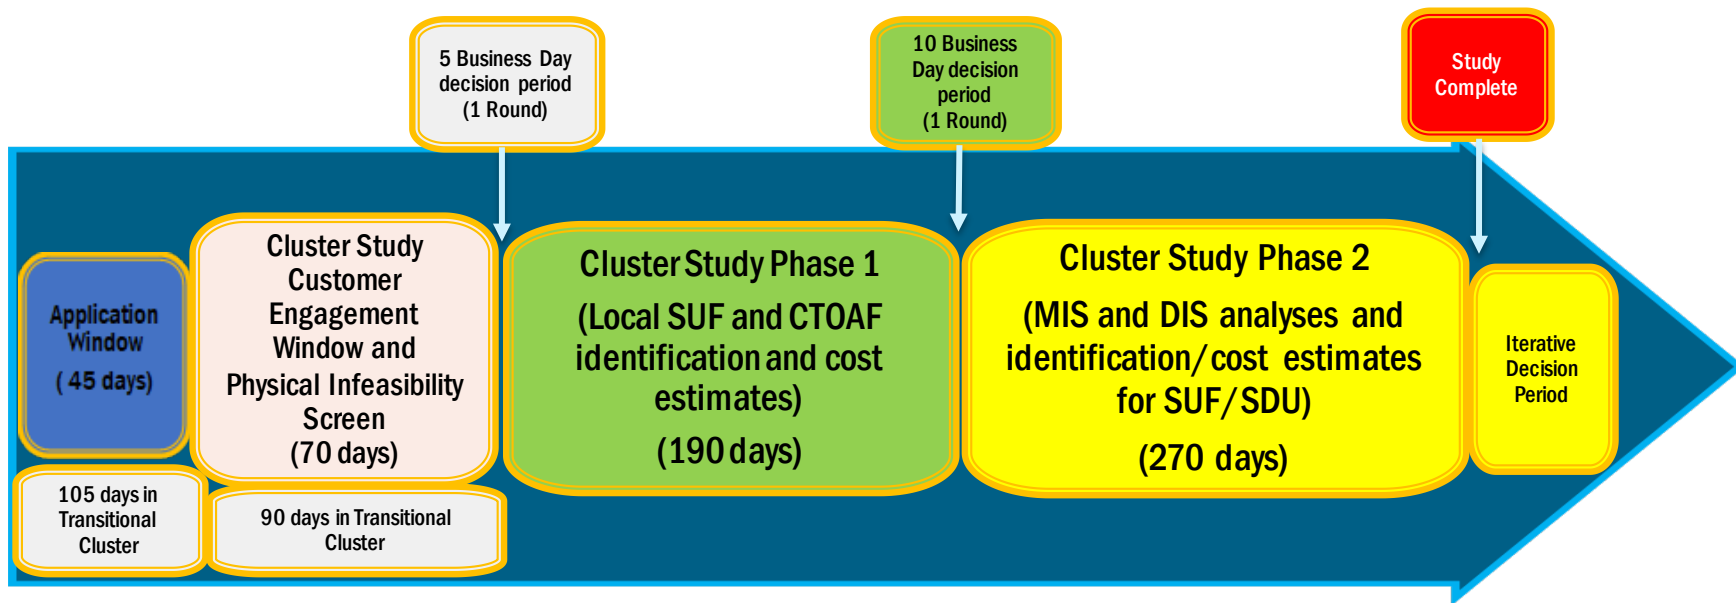 5 Business Day
decision period
(1 Round)
10 Business
Day decision
period
(1 Round)
Study
Complete
Application
Window
( 45 days)
Cluster Study
Customer
Engagement
Window and
Physical Infeasibility
Screen
(70 days)
Cluster Study Phase 1
(Local SUF and CTOAF
identification and cost
estimates)
(190 days)
Cluster Study Phase 2
(MIS and DIS analyses and
identification/cost estimates
for SUF/SDU)
(270 days)
Iterative
Decision
Period
105 days in
Transitional
Cluster
90 days in Transitional
Cluster